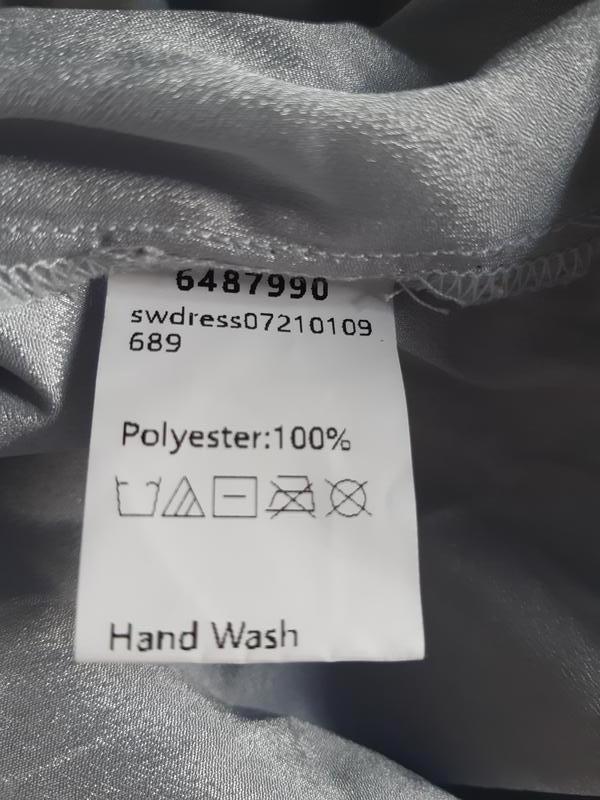 6487990
swdress07210109
689
Polyester:100%
Hand Wash